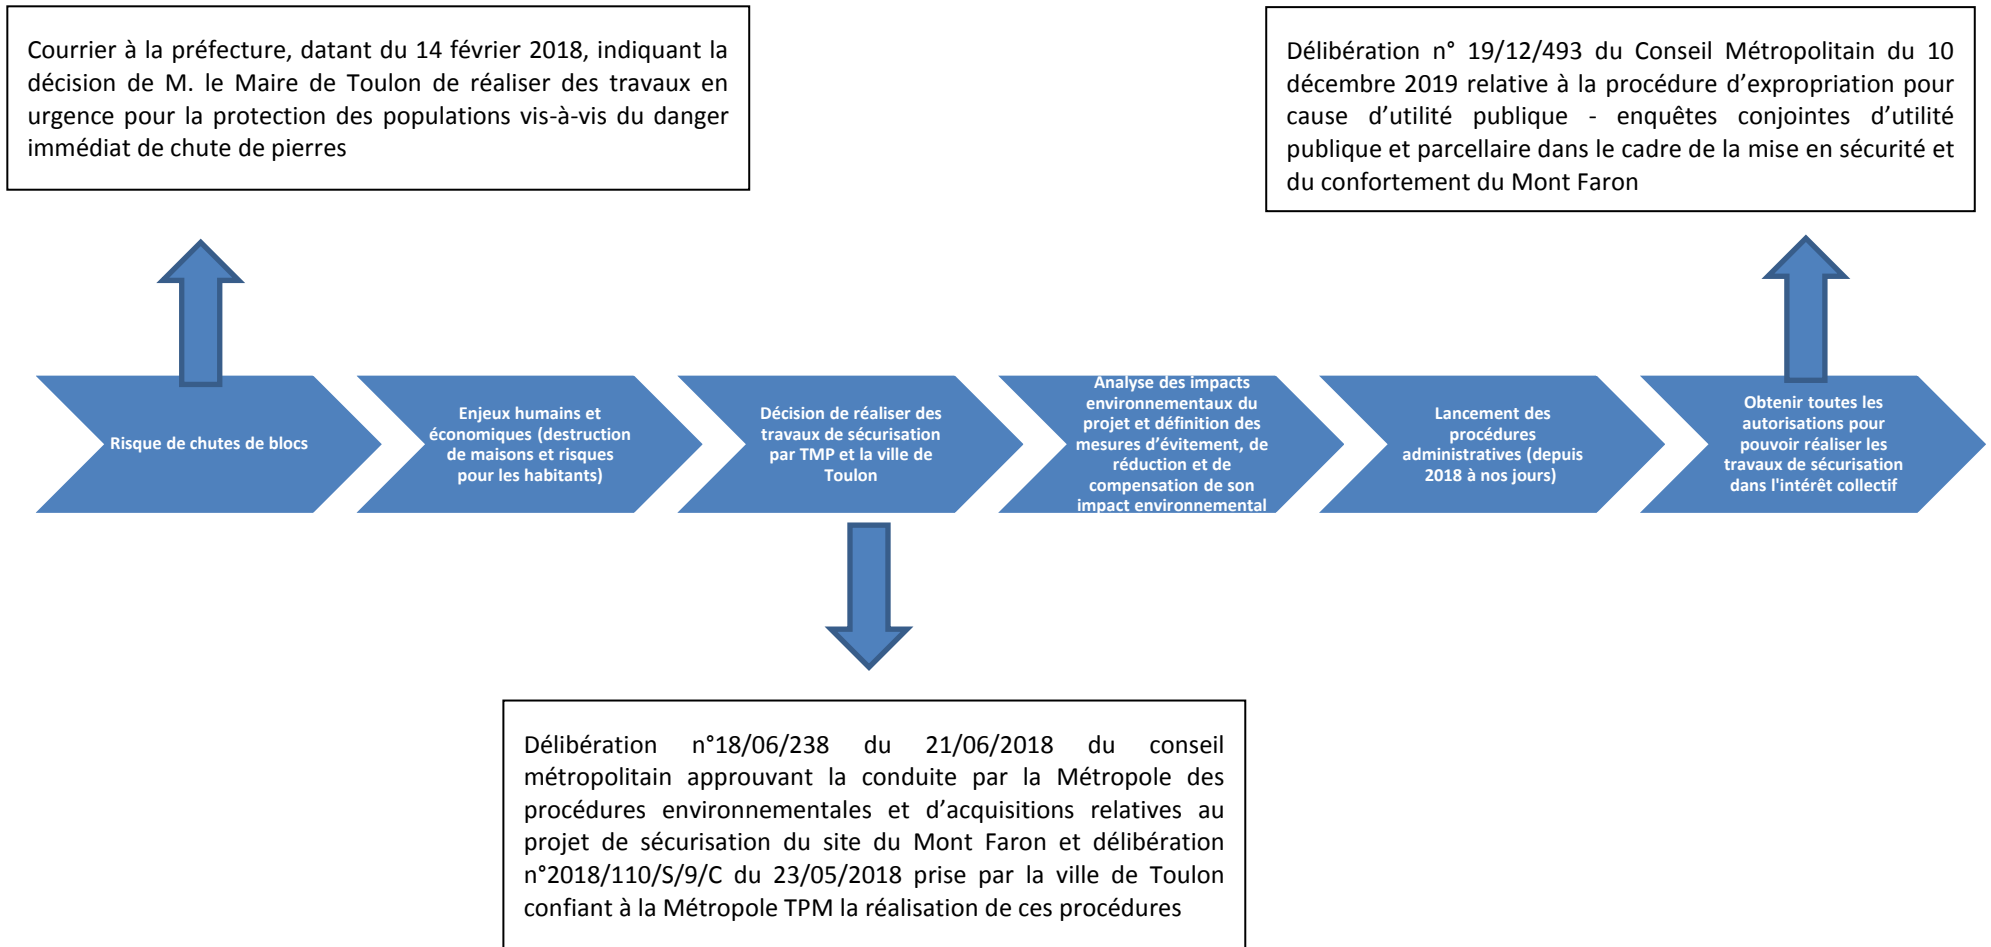 Courrier à la préfecture, datant du 14 février 2018, indiquant la
décision de M. le Maire de Toulon de réaliser des travaux en
urgence pour la protection des populations vis-à-vis du danger
immédiat de chute de pierres
Délibération n° 19/12/493 du Conseil Métropolitain du 10
décembre 2019 relative à la procédure d’expropriation pour
cause d’utilité publique - enquêtes conjointes d’utilité
publique et parcellaire dans le cadre de la mise en sécurité et
du confortement du Mont Faron
Risque de chutes de blocs
Enjeux humains et
économiques (destruction
de maisons et risques
pour les habitants)
Décision de réaliser des
travaux de sécurisation
par TMP et la ville de
Toulon
Analyse des impacts
environnementaux du
projet et définition des
mesures d’évitement, de
réduction et de
compensation de son
impact environnemental
Lancement des
procédures
administratives (depuis
2018 à nos jours)
Obtenir toutes les
autorisations pour
pouvoir réaliser les
travaux de sécurisation
dans l'intérêt collectif
Délibération n°18/06/238 du 21/06/2018 du conseil
métropolitain approuvant la conduite par la Métropole des
procédures environnementales et d’acquisitions relatives au
projet de sécurisation du site du Mont Faron et délibération
n°2018/110/S/9/C du 23/05/2018 prise par la ville de Toulon
confiant à la Métropole TPM la réalisation de ces procédures